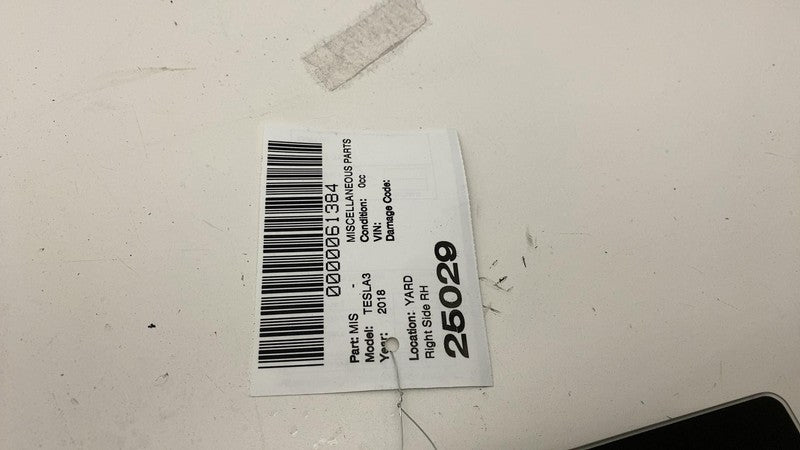 0000061384
Part: MIS - MISCELLANEOUS PARTS
Model: TESLA3 Condition: 0cc
Year: 2018 VIN:
Damage Code:
Location: YARD
Right Side RH
25029